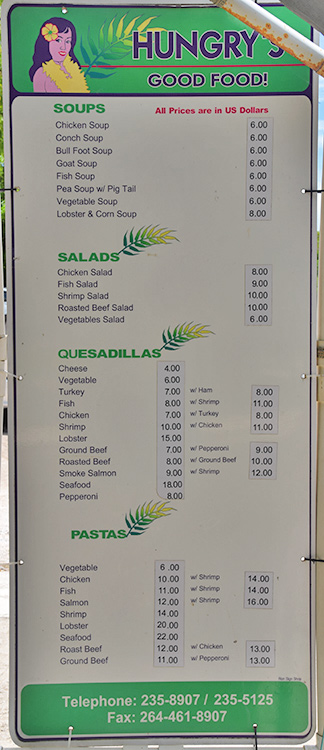 HUNGRY'S
GOOD FOOD!
SOUPS
All Prices are in US Dollars
Chicken Soup 6.00
Conch Soup 6.00
Bull Foot Soup 6.00
Goat Soup 6.00
Fish Soup 6.00
Pea Soup w/ Pig Tail 6.00
Vegetable Soup 6.00
Lobster & Corn Soup 8.00
SALADS
Chicken Salad 8.00
Fish Salad 9.00
Shrimp Salad 10.00
Roasted Beef Salad 10.00
Vegetables Salad 6.00
QUESADILLAS
Cheese 4.00
Vegetable 6.00
Turkey 7.00 w/ Ham 8.00
Fish 8.00 w/ Shrimp 11.00
Chicken 7.00 w/ Turkey 8.00
Shrimp 10.00 w/ Chicken 11.00
Lobster 15.00
Ground Beef 7.00 w/ Pepperoni 9.00
Roasted Beef 8.00 w/ Ground Beef 10.00
Smoke Salmon 9.00 w/ Shrimp 12.00
Seafood 18.00
Pepperoni 8.00
PASTAS
Vegetable 6.00
Chicken 10.00 w/ Shrimp 14.00
Fish 11.00 w/ Shrimp 14.00
Salmon 12.00 w/ Shrimp 16.00
Shrimp 14.00
Lobster 20.00
Seafood 22.00
Roast Beef 12.00 w/ Chicken 13.00
Ground Beef 11.00 w/ Pepperoni 13.00
Telephone: 235-8907 / 235-5125
Fax: 264-461-8907